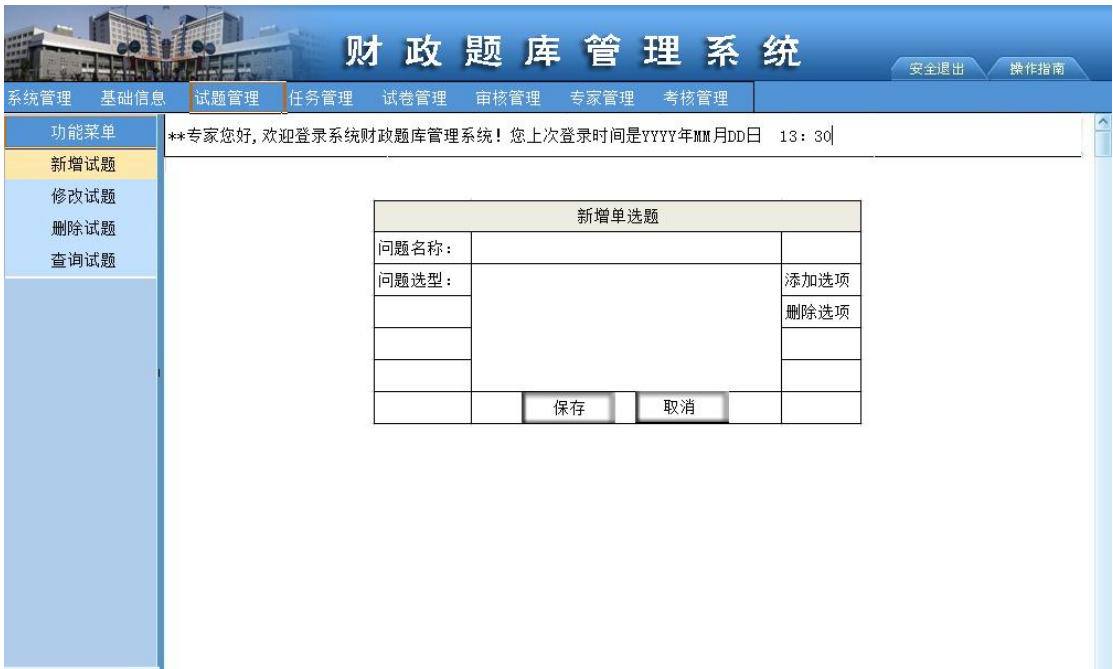 财政题库管理系统
安全退出 操作指南
系统管理 基础信息 试题管理 任务管理 试卷管理 审核管理 专家管理 考核管理
功能菜单
**专家您好,欢迎登录系统财政题库管理系统！您上次登录时间是YYYY年MM月DD日 13：30
新增试题
修改试题
删除试题
查询试题
新增单选题
问题名称：
问题选型： 添加选项
删除选项
保存 取消